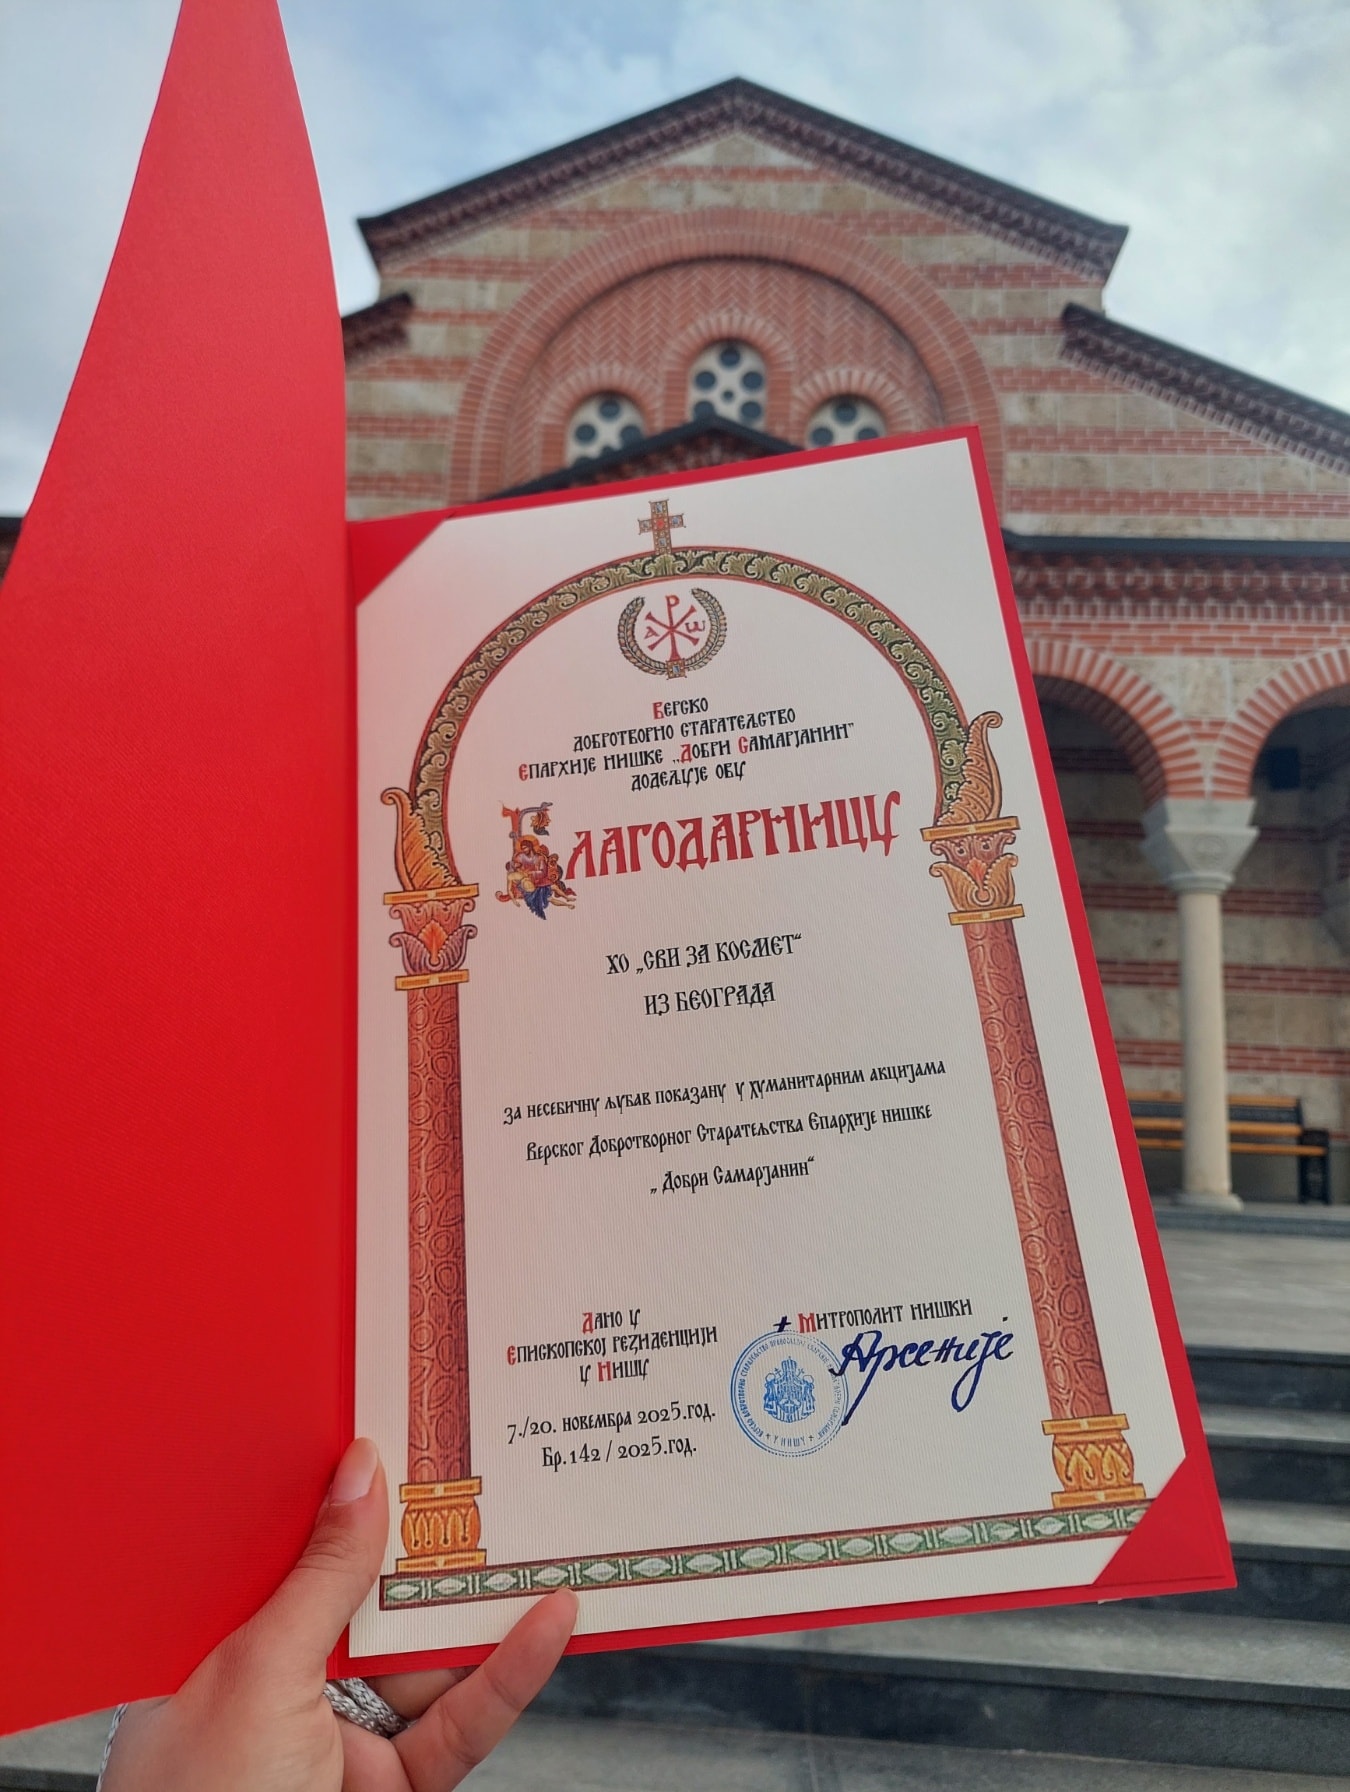 А Р Ѡ
Верско
добротворно старатељство
Епархије нишке „Добри Самарјанин”
додељује ову
Благодарницу
ХО „СВИ ЗА КОСМЕТ“
ИЗ БЕОГРАДА
за несебичну љубав показану у хуманитарним акцијама
Верског Добротворног Старатељства Епархије нишке
„Добри Самарјанин“
Дано у
Епископској резиденцији
у Нишу
7./20. новембра 2025.год.
Бр.142 / 2025.год.
+ Митрополит нишки
Арсеније
У НИШУ